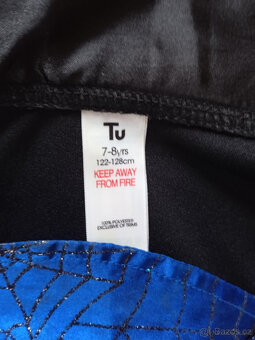 Tu
7-8yrs
122-128cm
KEEP AWAY
FROM FIRE
100% POLYESTER
EXCLUSIVE OF TRIMS